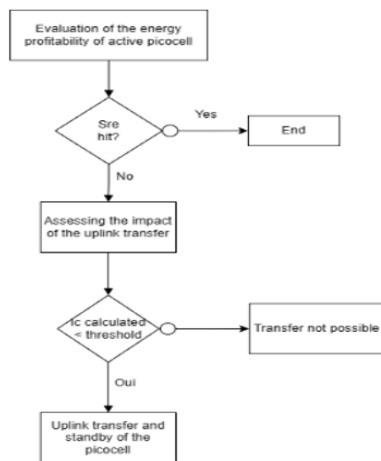 Evaluation of the energy
profitability of active picocell
Sre
hit?
Yes
End
No
Assessing the impact
of the uplink transfer
Ic calculated
< threshold
Transfer not possible
Oui
Uplink transfer and
standby of the
picocell